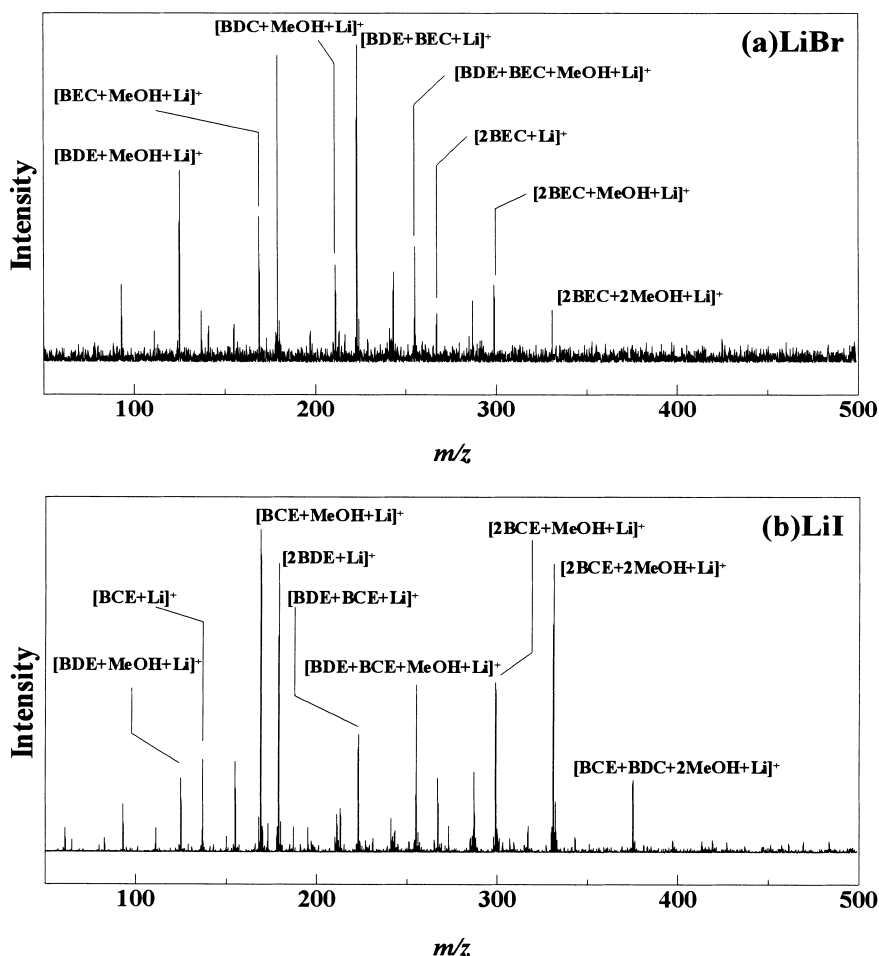 (a)LiBr
[BDC+MeOH+Li]⁺
[BDE+BEC+Li]⁺
[BDE+BEC+MeOH+Li]⁺
[BEC+MeOH+Li]⁺
[2BEC+Li]⁺
[BDE+MeOH+Li]⁺
[2BEC+MeOH+Li]⁺
[2BEC+2MeOH+Li]⁺
Intensity
100 200 300 400 500
m/z
(b)LiI
[BCE+MeOH+Li]⁺
[2BCE+MeOH+Li]⁺
[2BDE+Li]⁺
[2BCE+2MeOH+Li]⁺
[BCE+Li]⁺
[BDE+BCE+Li]⁺
[BDE+MeOH+Li]⁺
[BDE+BCE+MeOH+Li]⁺
[BCE+BDC+2MeOH+Li]⁺
Intensity
100 200 300 400 500
m/z